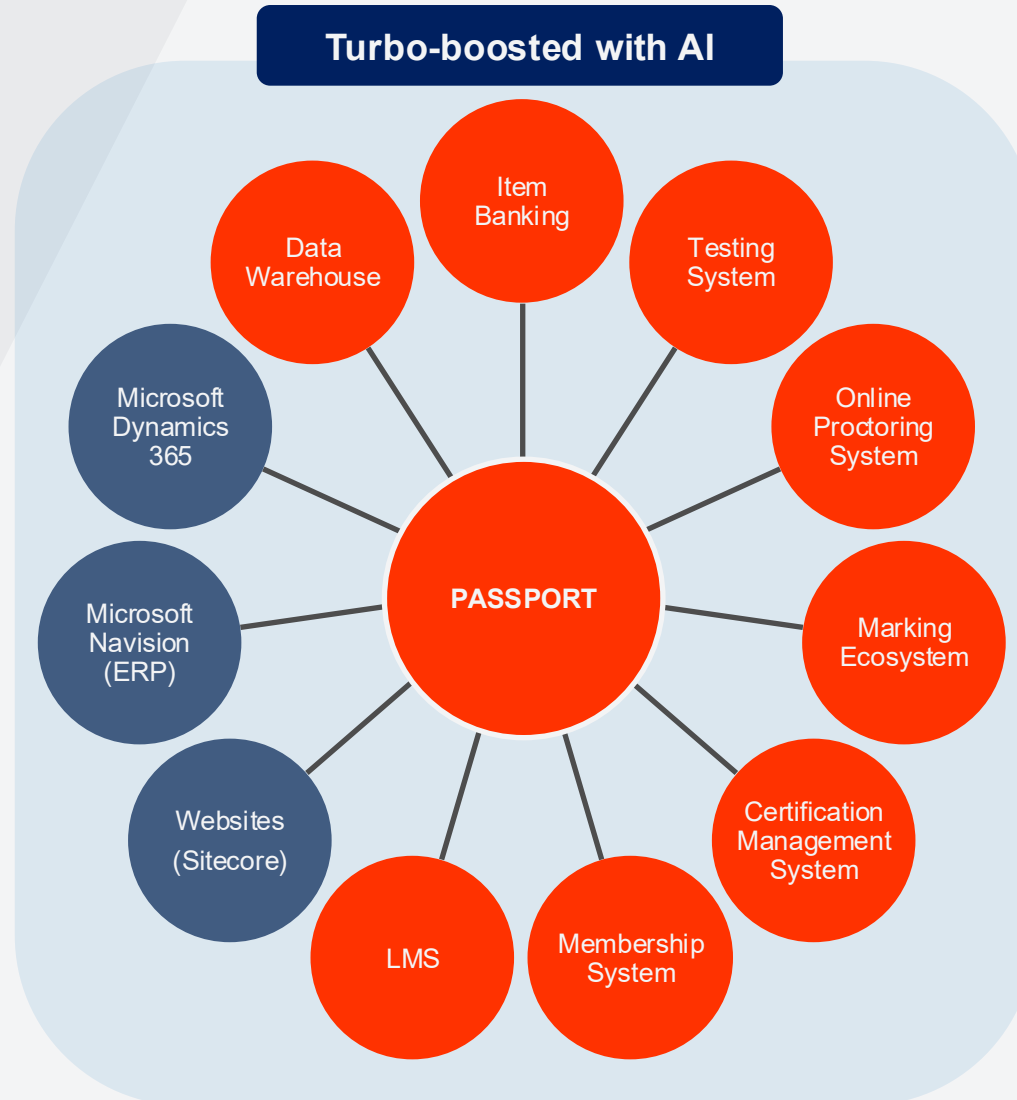 Turbo-boosted with AI
Item
Banking
Testing
System
Online
Proctoring
System
Marking
Ecosystem
Certification
Management
System
Membership
System
LMS
Websites
(Sitecore)
Microsoft
Navision
(ERP)
Microsoft
Dynamics
365
Data
Warehouse
PASSPORT